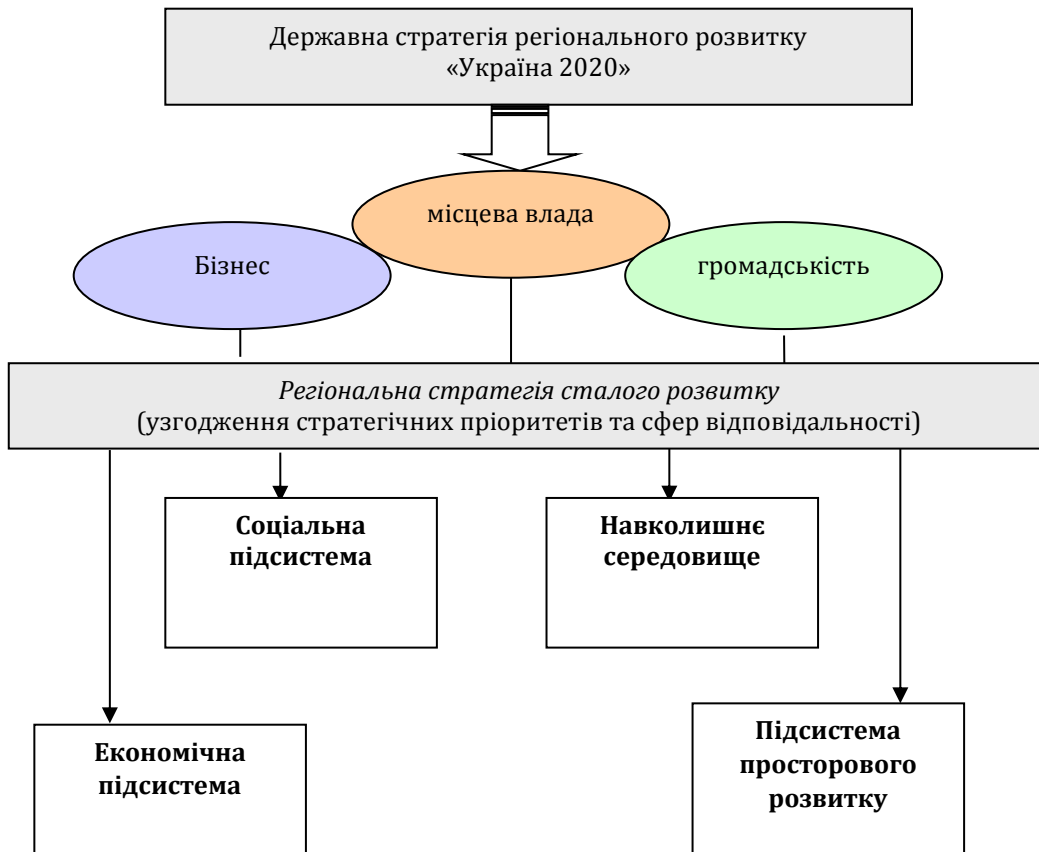 Державна стратегія регіонального розвитку
«Україна 2020»
місцева влада
Бізнес
громадськість
Регіональна стратегія сталого розвитку
(узгодження стратегічних пріоритетів та сфер відповідальності)
Соціальна
підсистема
Навколишнє
середовище
Економічна
підсистема
Підсистема
просторового
розвитку